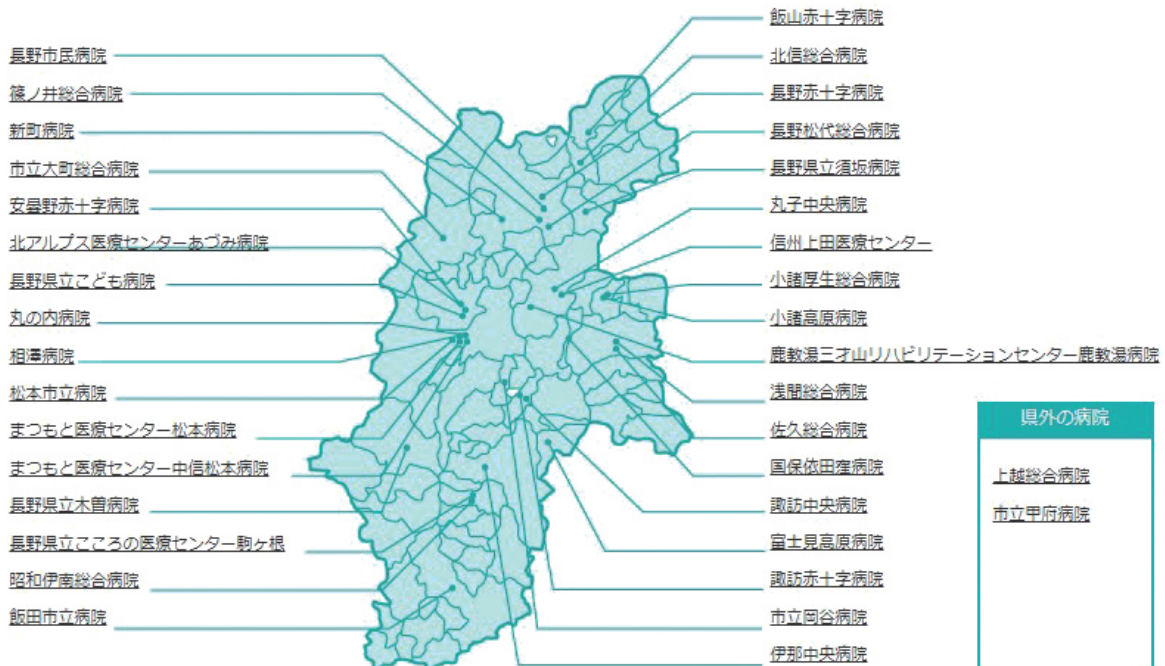 長野市民病院
篠ノ井総合病院
新町病院
市立大町総合病院
安曇野赤十字病院
北アルプス医療センターあづみ病院
長野県立こども病院
丸の内病院
相澤病院
松本市立病院
まつもと医療センター松本病院
まつもと医療センター中信松本病院
長野県立木曽病院
長野県立こころの医療センター駒ヶ根
昭和伊南総合病院
飯田市立病院
飯山赤十字病院
北信総合病院
長野赤十字病院
長野松代総合病院
長野県立須坂病院
丸子中央病院
信州上田医療センター
小諸厚生総合病院
小諸高原病院
鹿教湯三才山リハビリテーションセンター鹿教湯病院
浅間総合病院
佐久総合病院
国保依田窪病院
諏訪中央病院
富士見高原病院
諏訪赤十字病院
市立岡谷病院
伊那中央病院
県外の病院
上越総合病院
市立甲府病院